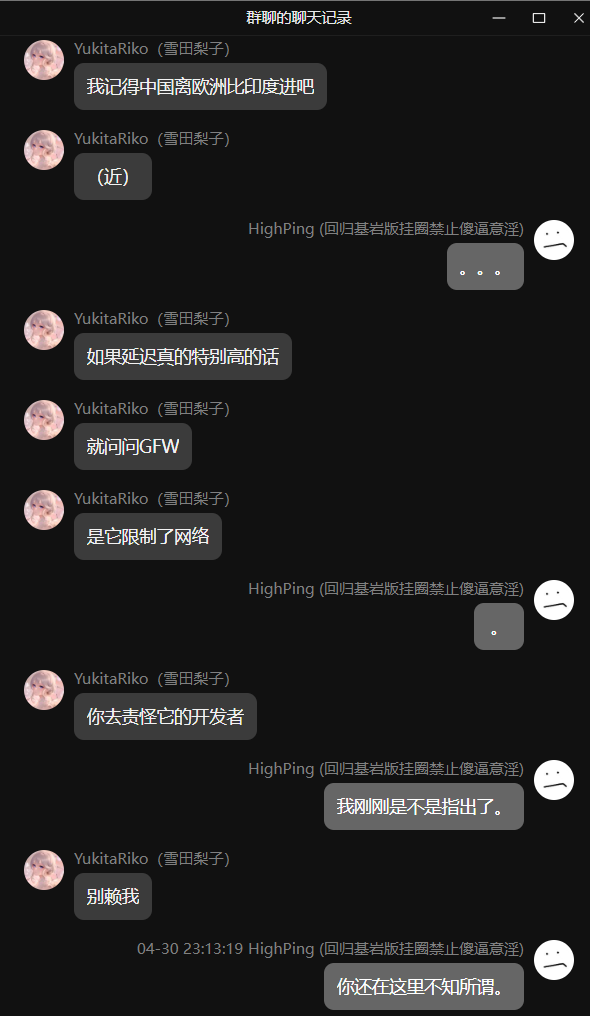 群聊的聊天记录
YukitaRiko（雪田梨子）
我记得中国离欧洲比印度进吧
YukitaRiko（雪田梨子）
（近）
HighPing (回归基岩版挂圈禁止傻逼意淫)
。。。
YukitaRiko（雪田梨子）
如果延迟真的特别高的话
YukitaRiko（雪田梨子）
就问问GFW
YukitaRiko（雪田梨子）
是它限制了网络
HighPing (回归基岩版挂圈禁止傻逼意淫)
。
YukitaRiko（雪田梨子）
你去责怪它的开发者
HighPing (回归基岩版挂圈禁止傻逼意淫)
我刚刚是不是指出了。
YukitaRiko（雪田梨子）
别赖我
04-30 23:13:19 HighPing (回归基岩版挂圈禁止傻逼意淫)
你还在这里不知所谓。